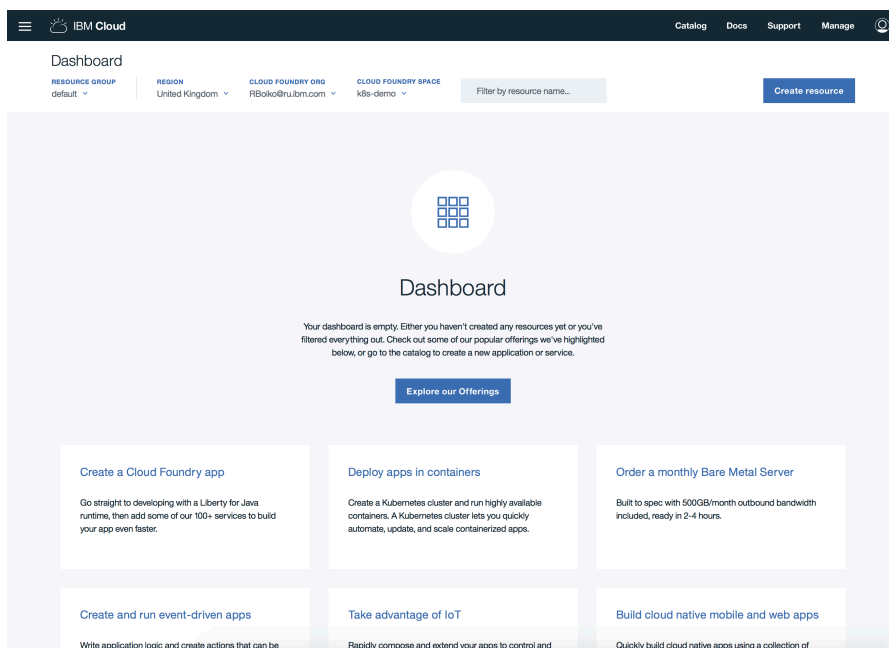 IBM Cloud
Catalog Docs Support Manage
Dashboard
RESOURCE GROUP REGION CLOUD FOUNDRY ORG CLOUD FOUNDRY SPACE
default United Kingdom RBoiko@ru.ibm.com k8s-demo Filter by resource name... Create resource
Dashboard
Your dashboard is empty. Either you haven't created any resources yet or you've
filtered everything out. Check out some of our popular offerings we've highlighted
below, or go to the catalog to create a new application or service.
Explore our Offerings
Create a Cloud Foundry app
Go straight to developing with a Liberty for Java
runtime, then add some of our 100+ services to build
your app even faster.
Deploy apps in containers
Create a Kubernetes cluster and run highly available
containers. A Kubernetes cluster lets you quickly
automate, update, and scale containerized apps.
Order a monthly Bare Metal Server
Built to spec with 500GB/month outbound bandwidth
included, ready in 2-4 hours.
Create and run event-driven apps
Write application logic and create actions that can be
Take advantage of IoT
Rapidly compose and extend your apps to control and
Build cloud native mobile and web apps
Quickly build cloud native apps using a collection of